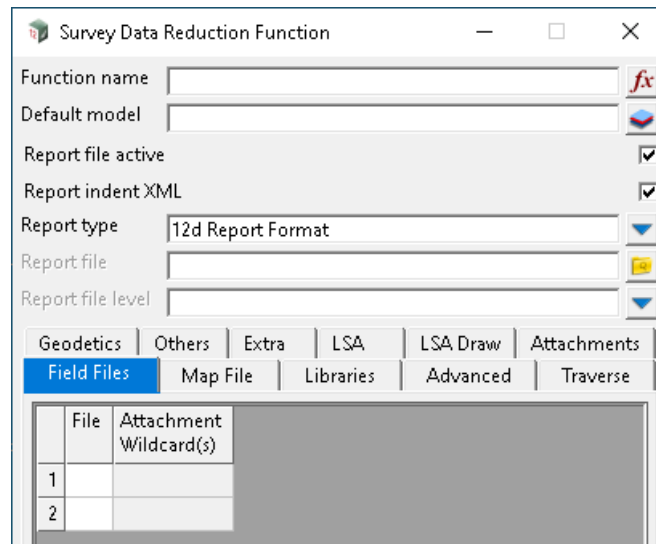 Survey Data Reduction Function
Function name
fx
Default model
Report file active
Report indent XML
Report type 12d Report Format
Report file
Report file level
Geodetics Others Extra LSA LSA Draw Attachments
Field Files Map File Libraries Advanced Traverse
File Attachment
Wildcard(s)
1
2